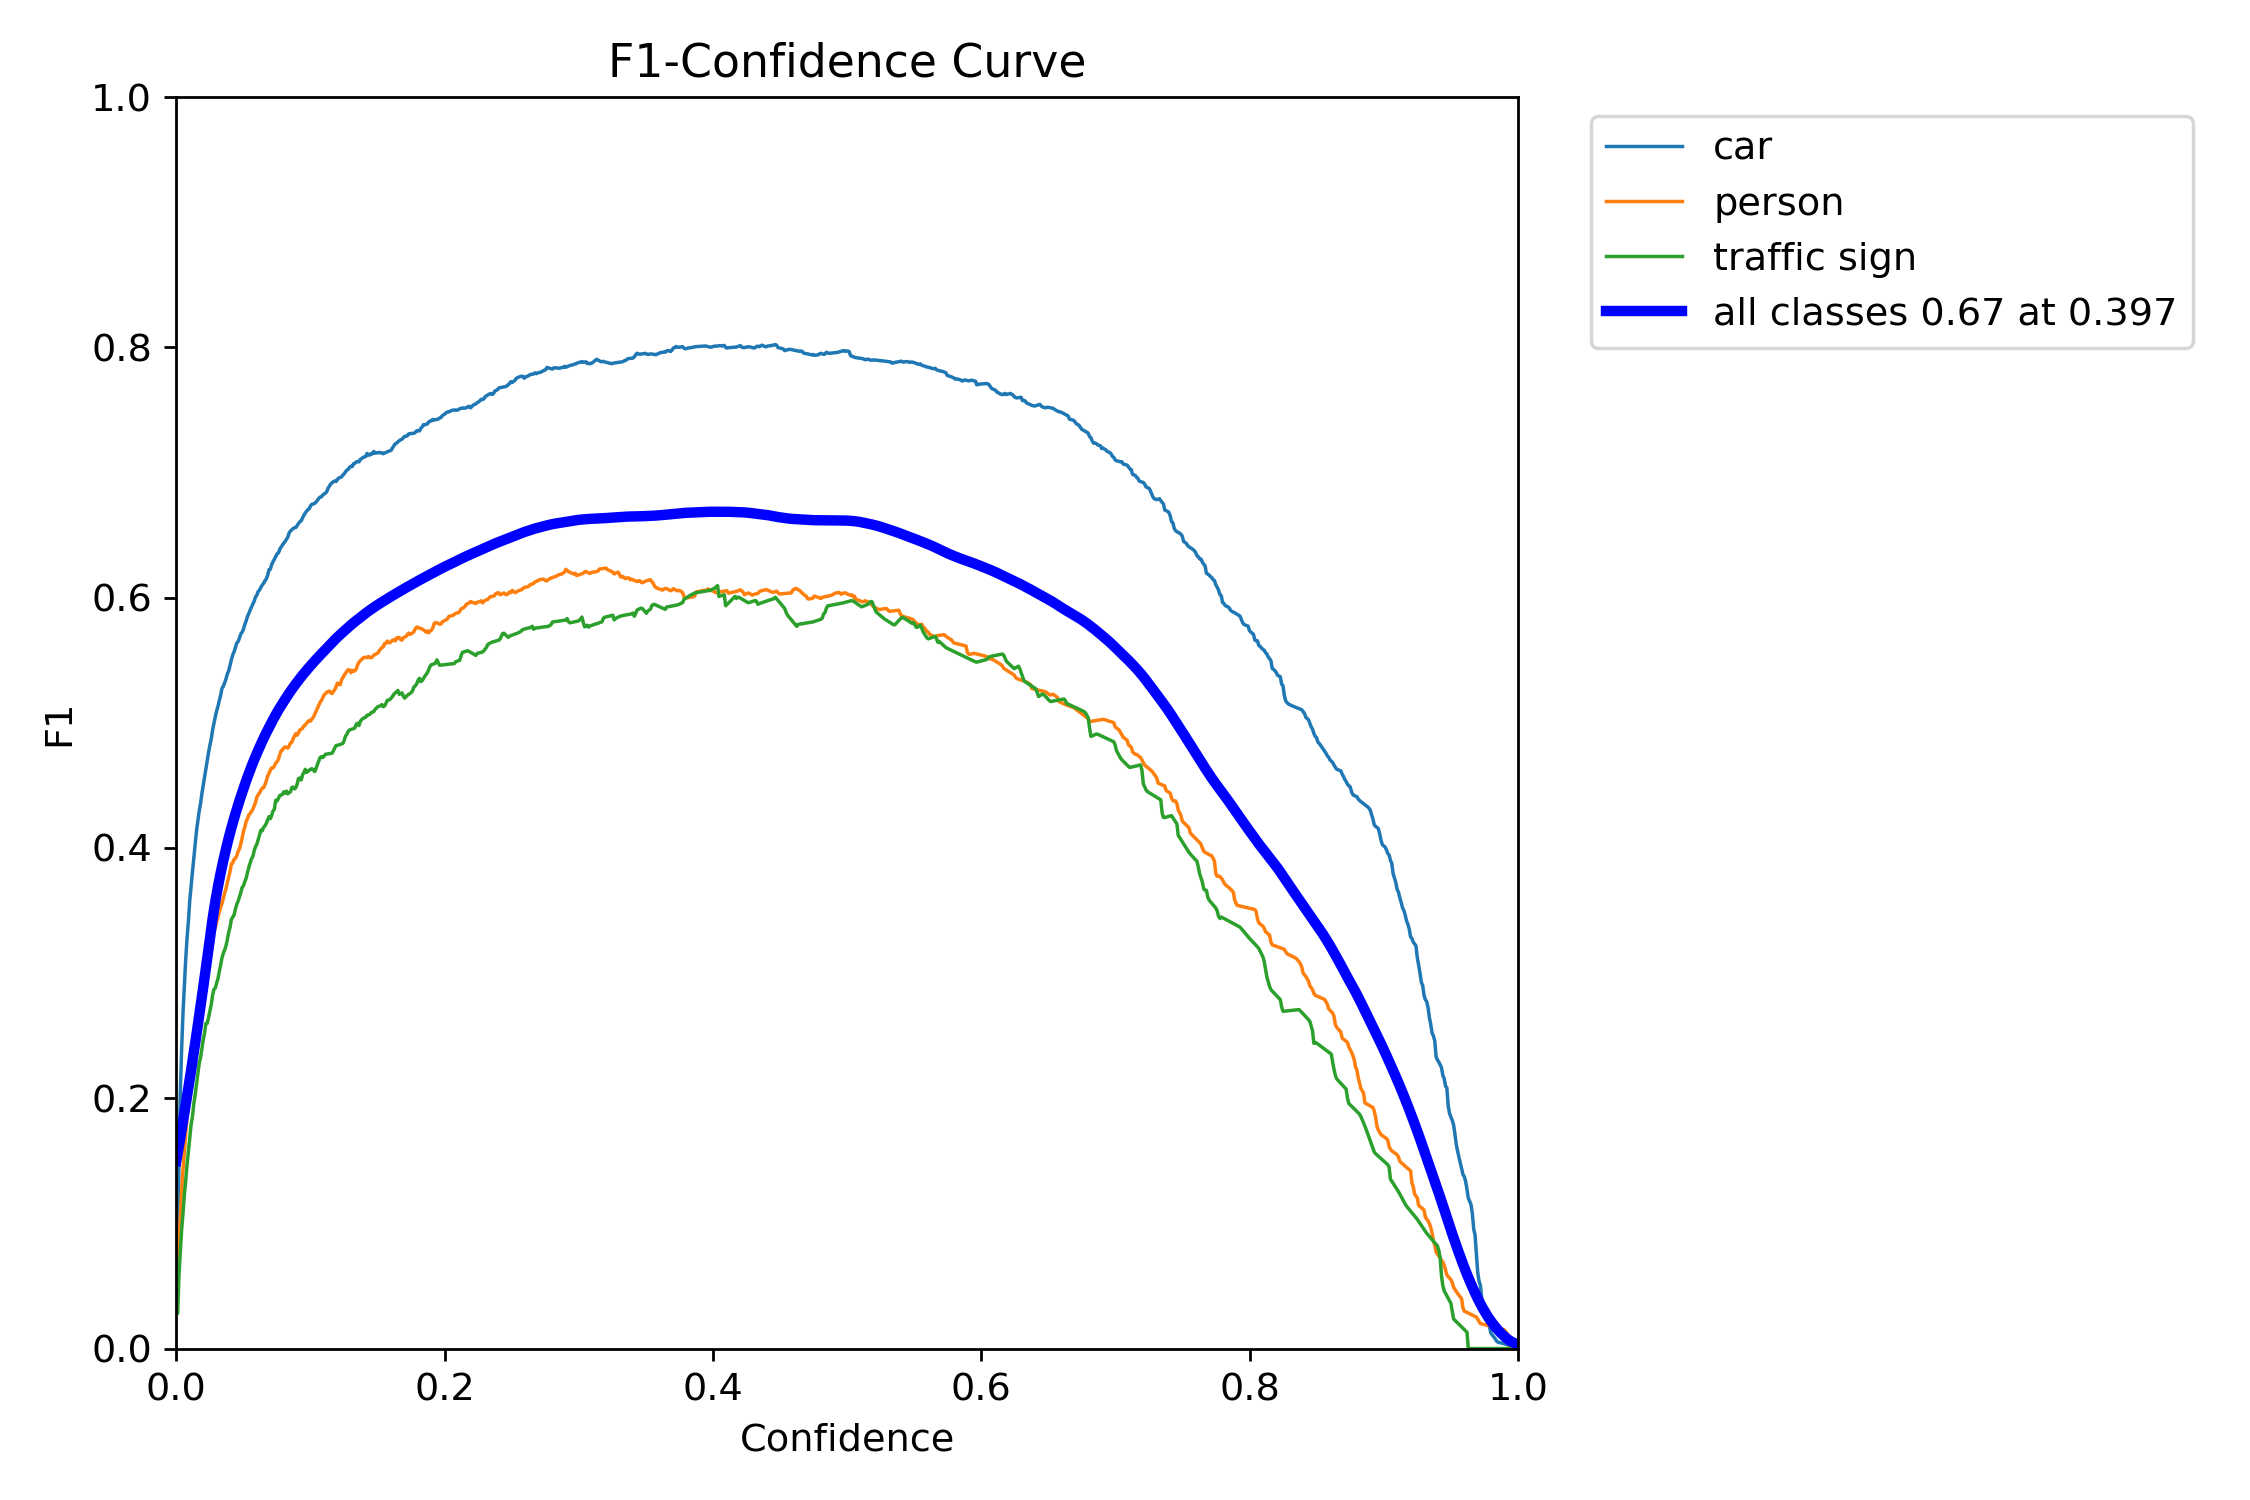 F1-Confidence Curve
1.0
0.8
0.6
0.4
0.2
0.0
F1
0.0 0.2 0.4 0.6 0.8 1.0
Confidence
car
person
traffic sign
all classes 0.67 at 0.397